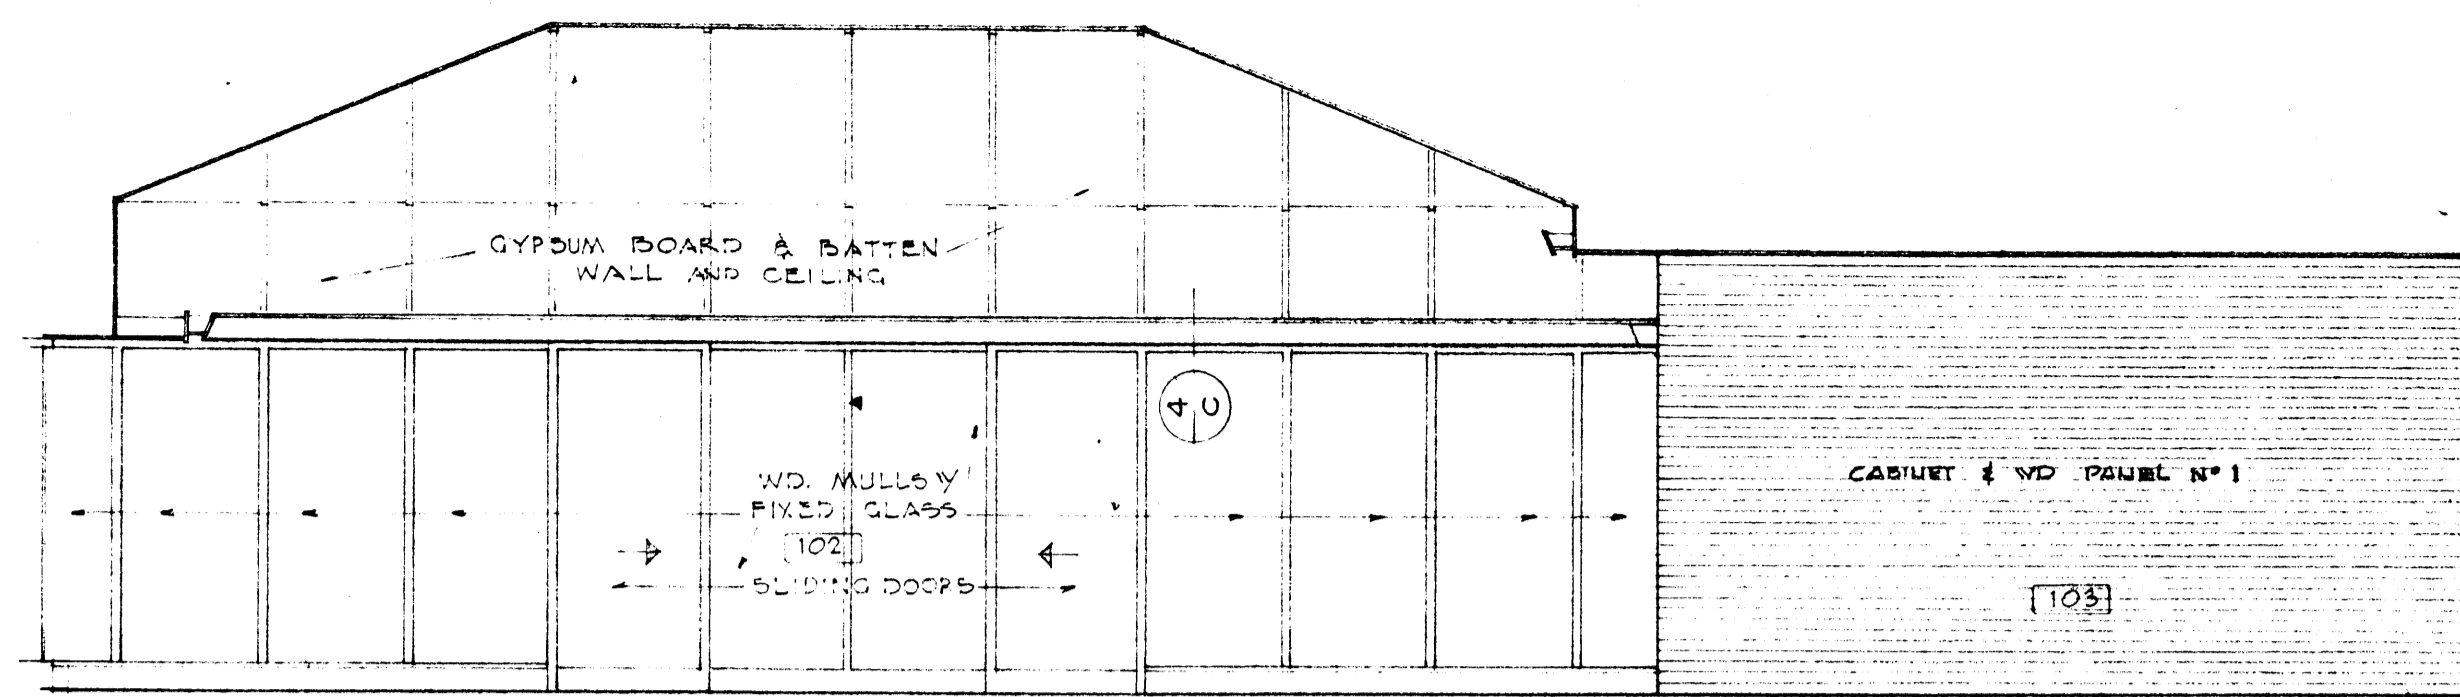 GYPSUM BOARD & BATTEN
WALL AND CEILING
4 C
WD. MULLS W/
FIXED GLASS
102
SLIDING DOORS
CABINET & WD PANEL Nº 1
103